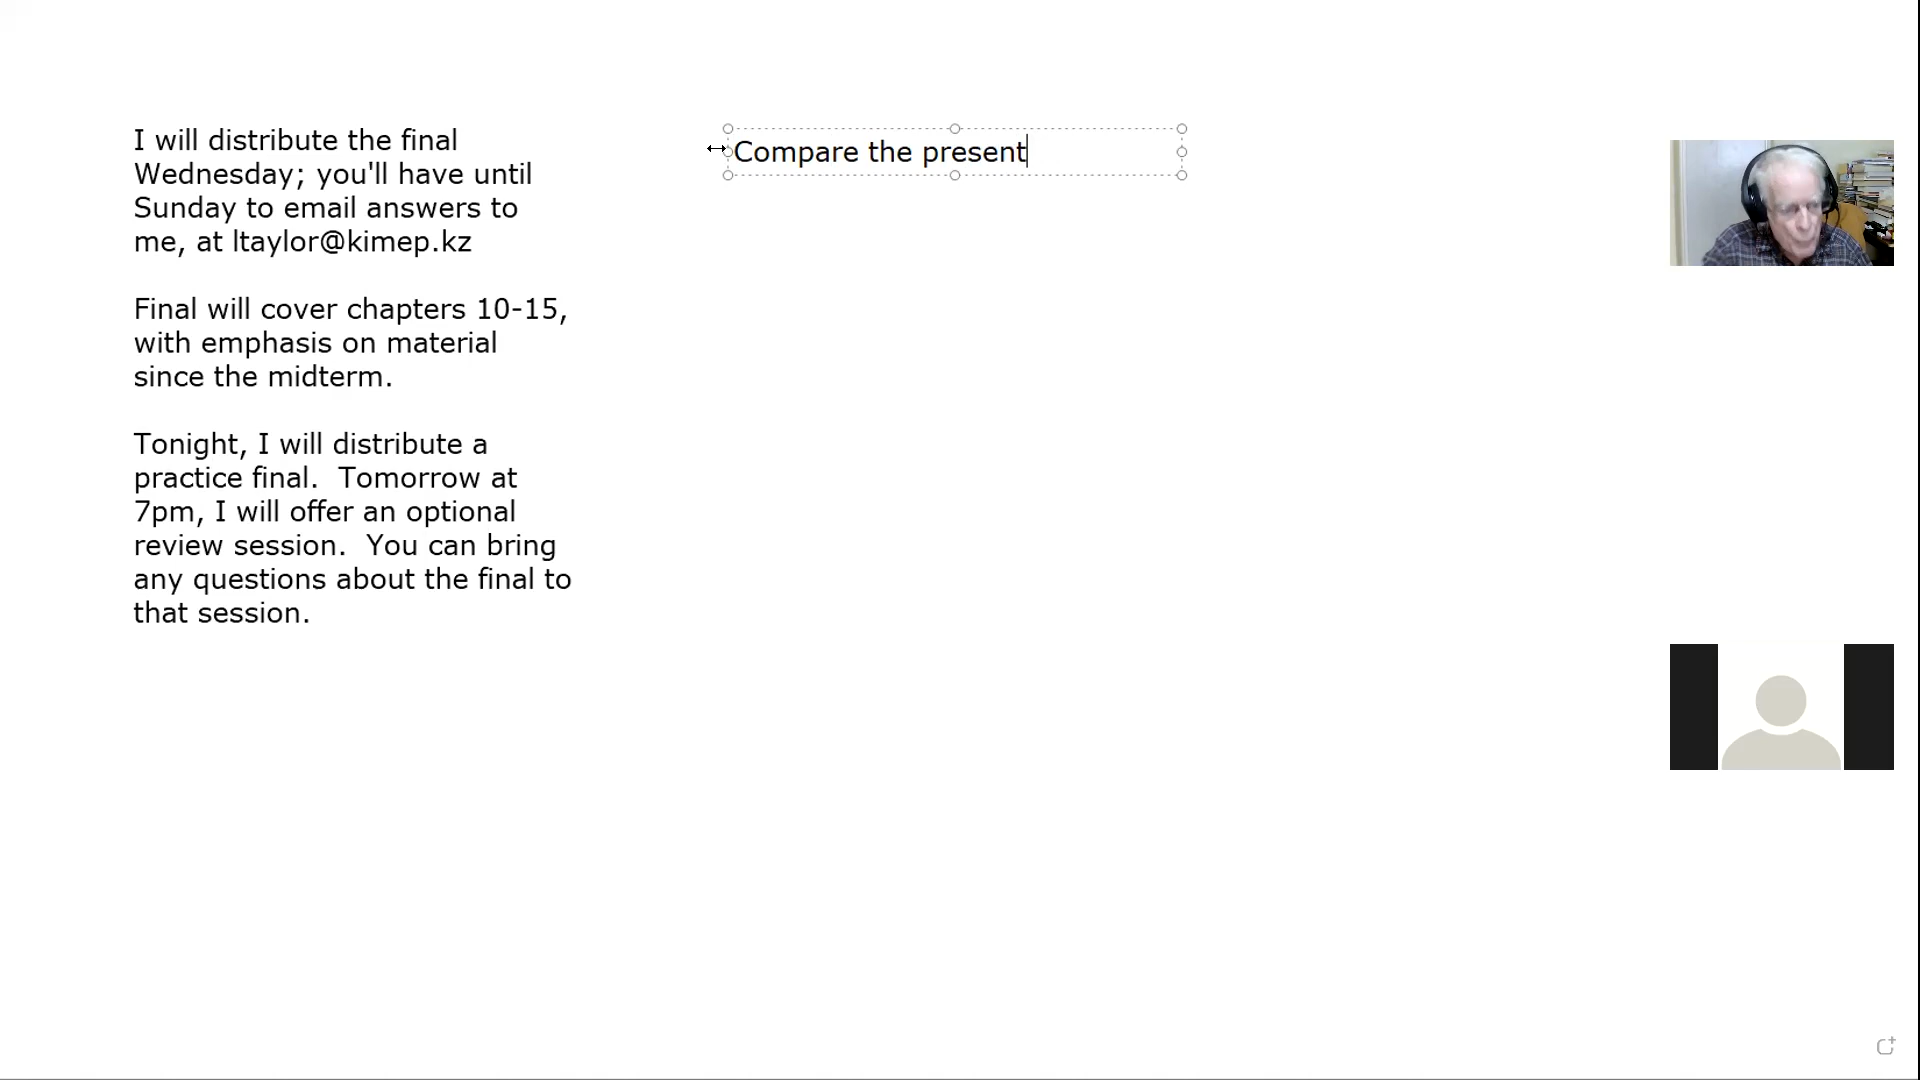 I will distribute the final
Wednesday; you'll have until
Sunday to email answers to
me, at ltaylor@kimep.kz
Final will cover chapters 10-15,
with emphasis on material
since the midterm.
Tonight, I will distribute a
practice final.  Tomorrow at
7pm, I will offer an optional
review session.  You can bring
any questions about the final to
that session.
Compare the present